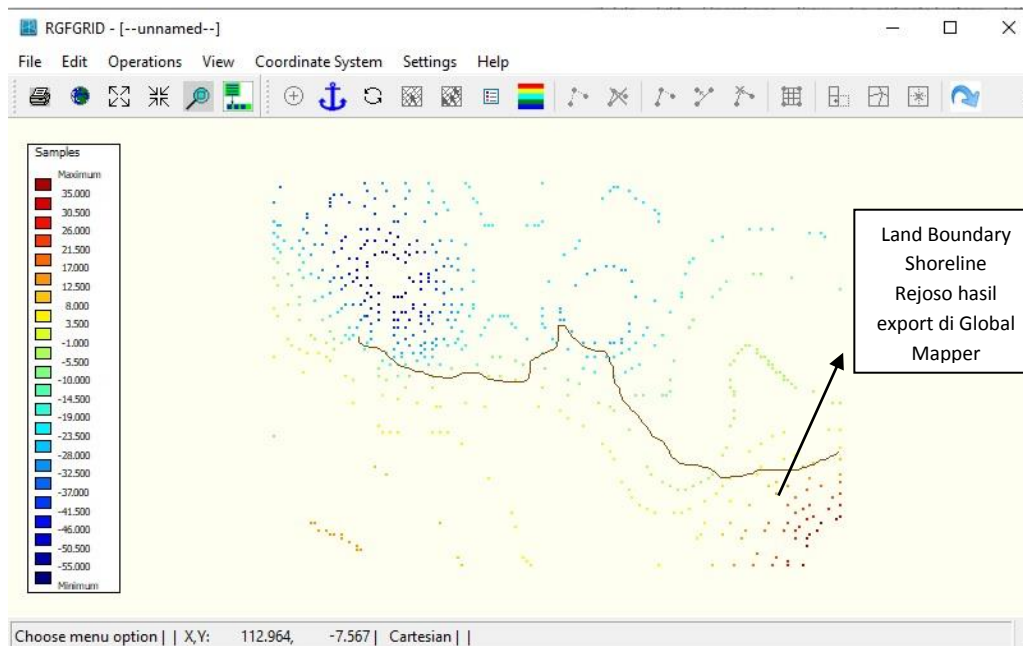 RGFGRID - [--unnamed--]
File Edit Operations View Coordinate System Settings Help
Samples
Maximum
35.000
30.500
26.000
21.500
17.000
12.500
8.000
3.500
-1.000
-5.500
-10.000
-14.500
-19.000
-23.500
-28.000
-32.500
-37.000
-41.500
-46.000
-50.500
-55.000
Minimum
Land Boundary
Shoreline
Rejoso hasil
export di Global
Mapper
Choose menu option | | X,Y: 112.964, -7.567 | Cartesian | |